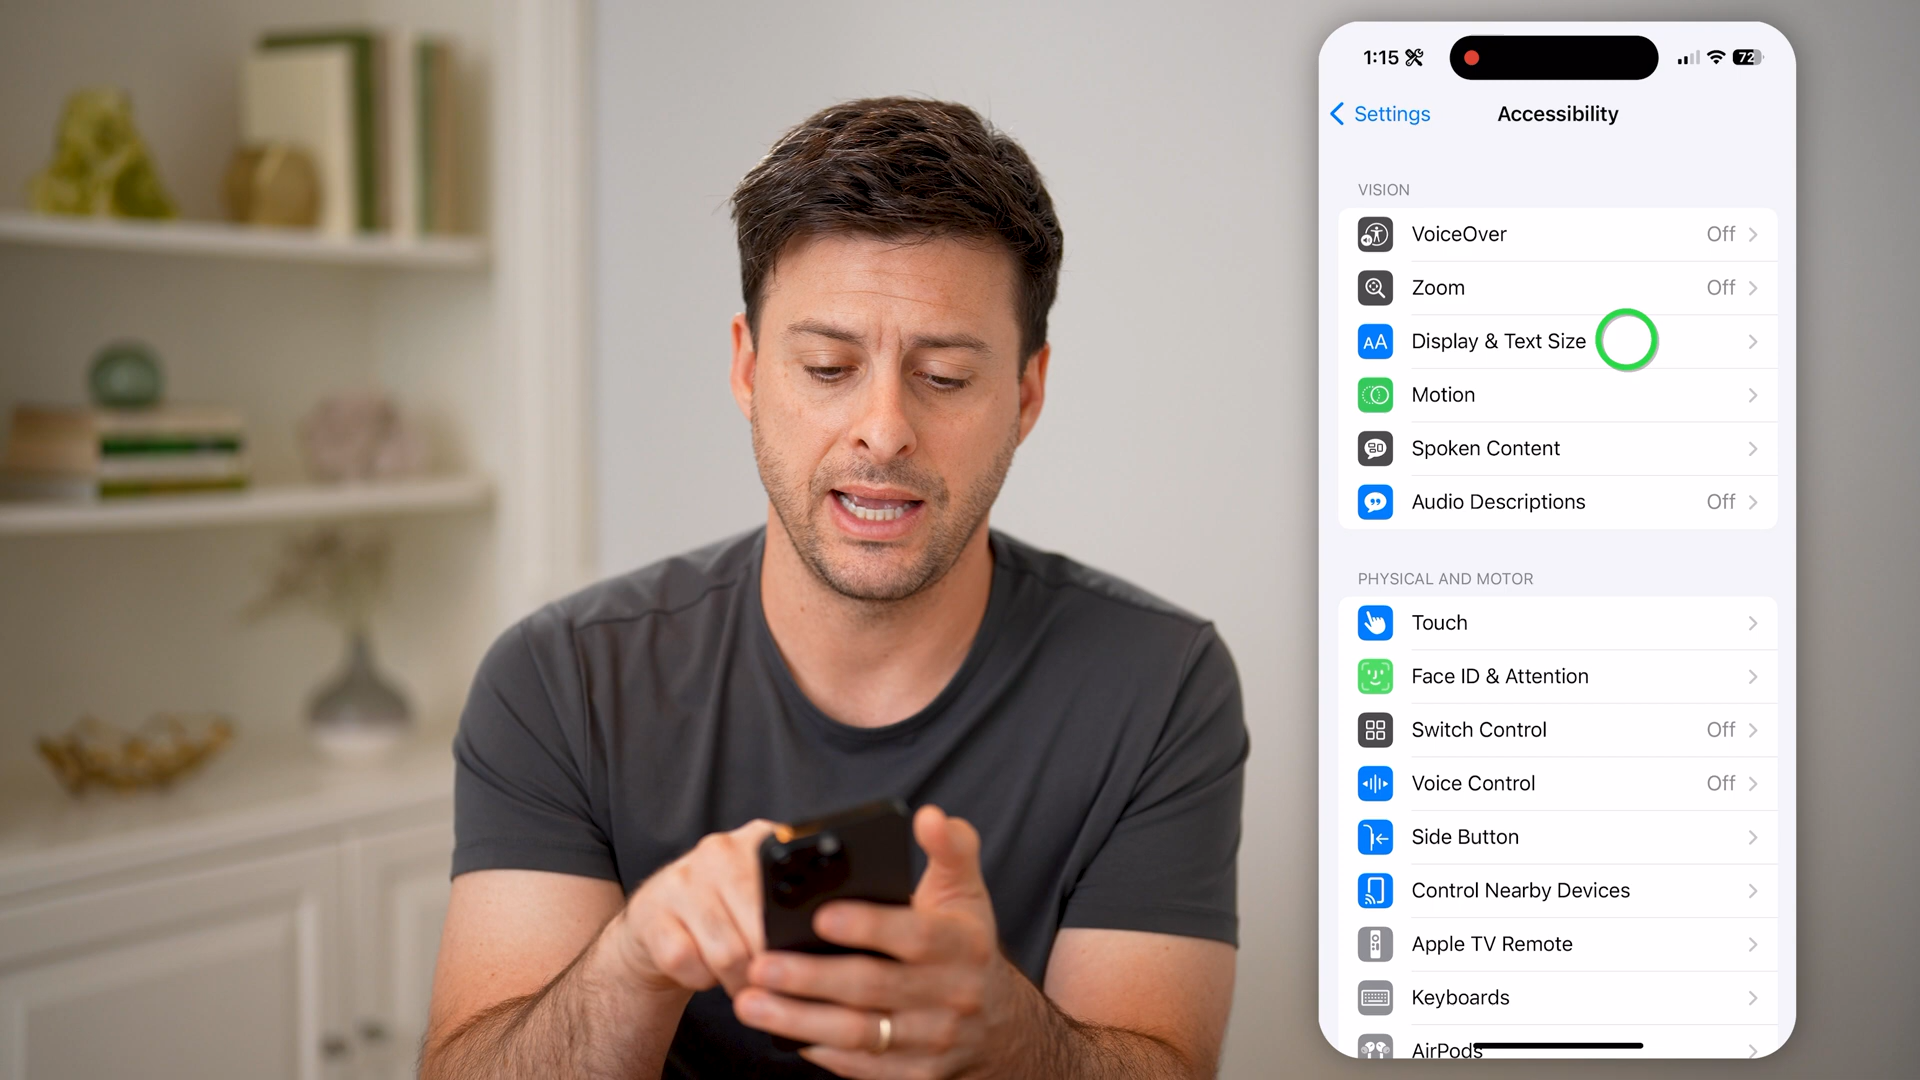 1:15
72
Settings
Accessibility
VISION
VoiceOver Off
Zoom Off
AA Display & Text Size
Motion
Spoken Content
Audio Descriptions Off
PHYSICAL AND MOTOR
Touch
Face ID & Attention
Switch Control Off
Voice Control Off
Side Button
Control Nearby Devices
Apple TV Remote
Keyboards
AirPods